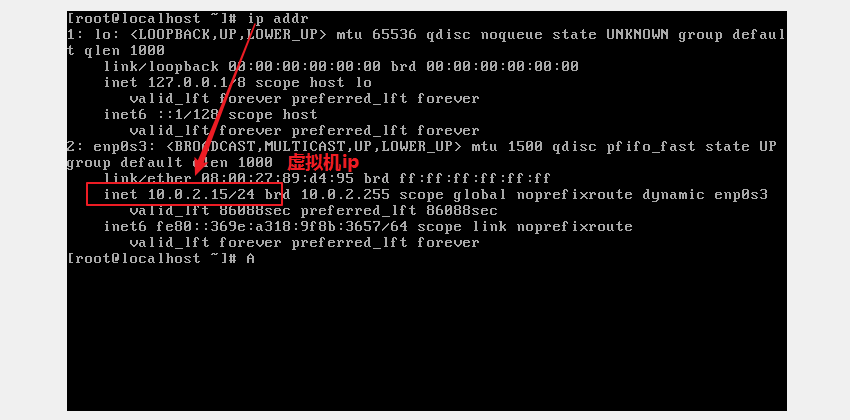 [root@localhost ~]# ip addr
1: lo: <LOOPBACK,UP,LOWER_UP> mtu 65536 qdisc noqueue state UNKNOWN group defaul
t qlen 1000
    link/loopback 00:00:00:00:00:00 brd 00:00:00:00:00:00
    inet 127.0.0.1/8 scope host lo
       valid_lft forever preferred_lft forever
    inet6 ::1/128 scope host
       valid_lft forever preferred_lft forever
2: enp0s3: <BROADCAST,MULTICAST,UP,LOWER_UP> mtu 1500 qdisc pfifo_fast state UP
group default qlen 1000 虚拟机ip
    link/ether 08:00:27:89:d4:95 brd ff:ff:ff:ff:ff:ff
    inet 10.0.2.15/24 brd 10.0.2.255 scope global noprefixroute dynamic enp0s3
       valid_lft 86088sec preferred_lft 86088sec
    inet6 fe80::369e:a318:9f8b:3657/64 scope link noprefixroute
       valid_lft forever preferred_lft forever
[root@localhost ~]# A